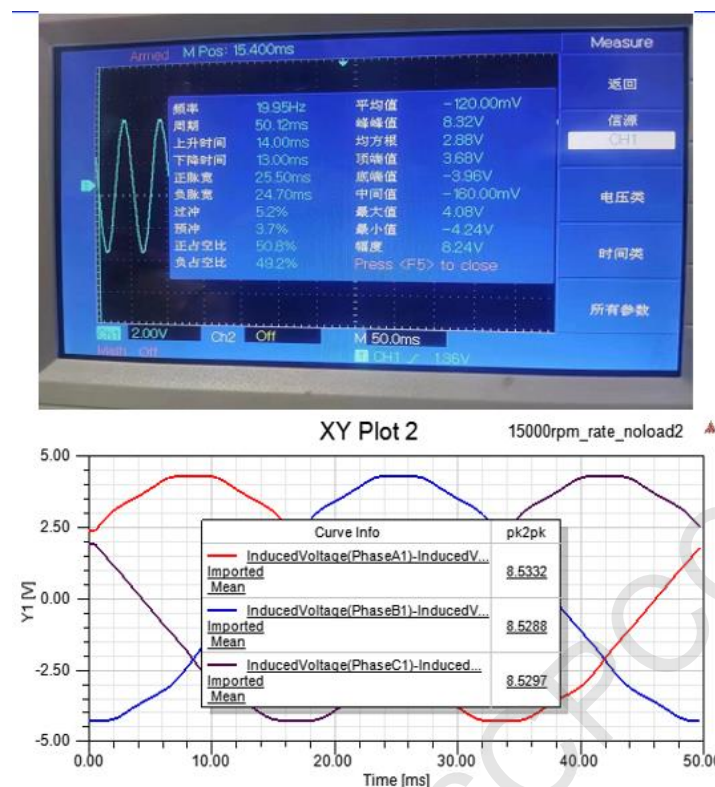 Armed M Pos: 15.400ms
Measure
返回
信源
CH1
电压类
时间类
所有参数
频率 19.95Hz 平均值 -120.00mV
周期 50.12ms 峰峰值 8.32V
上升时间 14.00ms 均方根 2.88V
下降时间 13.00ms 顶端值 3.68V
正脉宽 25.50ms 底端值 -3.96V
负脉宽 24.70ms 中间值 -160.00mV
过冲 5.2% 最大值 4.08V
预冲 3.7% 最小值 -4.24V
正占空比 50.8% 幅度 8.24V
负占空比 49.2% Press <F5> to close
Ch1 2.00V Ch2 Off M 50.0ms
Math Off CH1 1.36V
XY Plot 2
15000rpm_rate_noload2
5.00
2.50
0.00
-2.50
-5.00
Y1 [V]
Curve Info pk2pk
InducedVoltage(PhaseA1)-InducedV...
Imported
Mean
8.5332
InducedVoltage(PhaseB1)-InducedV...
Imported
Mean
8.5288
InducedVoltage(PhaseC1)-Induced...
Imported
Mean
8.5297
0.00 10.00 20.00 30.00 40.00 50.00
Time [ms]